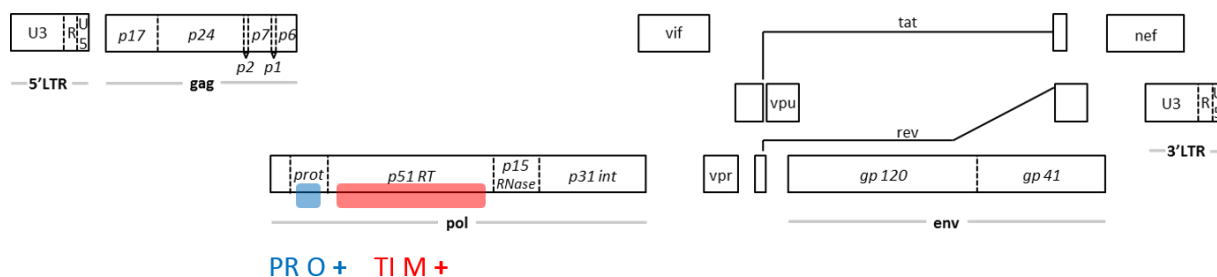 U3 R U5 p17 p24 p7 p6 vif tat nef
p2 p1
5'LTR gag
vpu U3 R U5
rev
3'LTR
prot p51 RT p15 RNase p31 int vpr gp 120 gp 41
pol env
PR O + TI M +